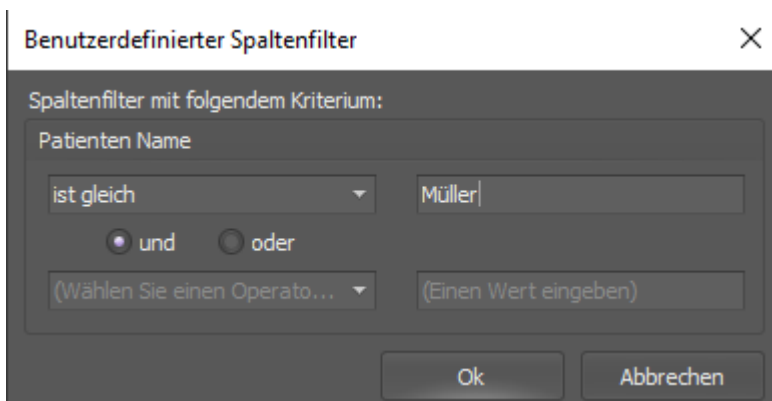 Benutzerdefinierter Spaltenfilter
Spaltenfilter mit folgendem Kriterium:
Patienten Name
ist gleich Müller
und oder
(Wählen Sie einen Operato... (Einen Wert eingeben)
Ok Abbrechen